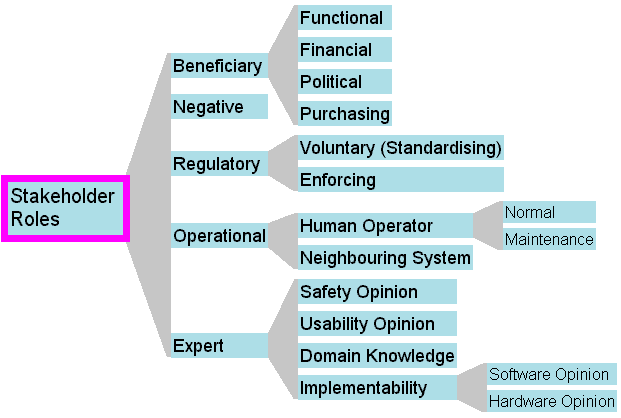 Stakeholder
Roles
Beneficiary
Functional
Financial
Political
Purchasing
Negative
Regulatory
Voluntary (Standardising)
Enforcing
Operational
Human Operator
Normal
Maintenance
Neighbouring System
Expert
Safety Opinion
Usability Opinion
Domain Knowledge
Implementability
Software Opinion
Hardware Opinion